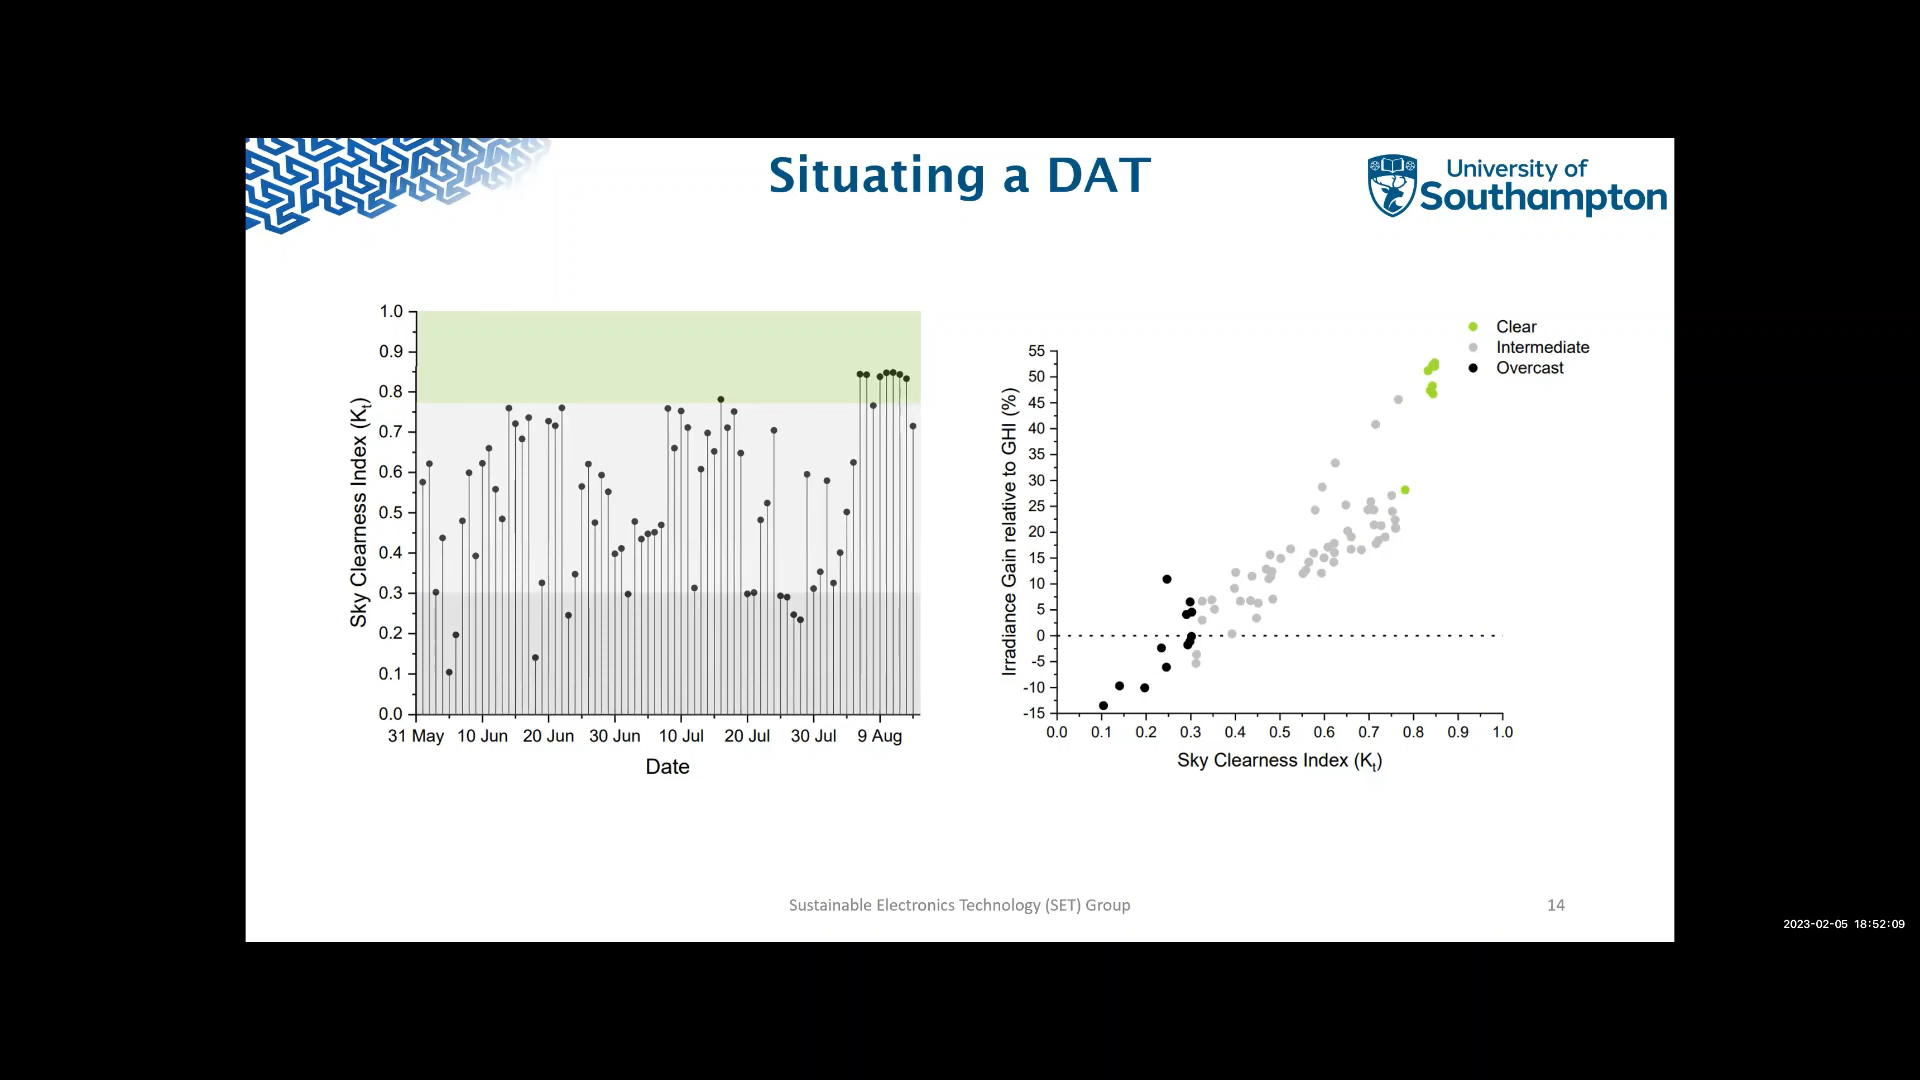 Situating a DAT
University of
Southampton
1.0
0.9
0.8
0.7
0.6
0.5
0.4
0.3
0.2
0.1
0.0
Sky Clearness Index (Kt)
31 May 10 Jun 20 Jun 30 Jun 10 Jul 20 Jul 30 Jul 9 Aug
Date
Clear
Intermediate
Overcast
55
50
45
40
35
30
25
20
15
10
5
0
-5
-10
-15
Irradiance Gain relative to GHI (%)
0.0 0.1 0.2 0.3 0.4 0.5 0.6 0.7 0.8 0.9 1.0
Sky Clearness Index (Kt)
Sustainable Electronics Technology (SET) Group
14
2023-02-05 18:52:09